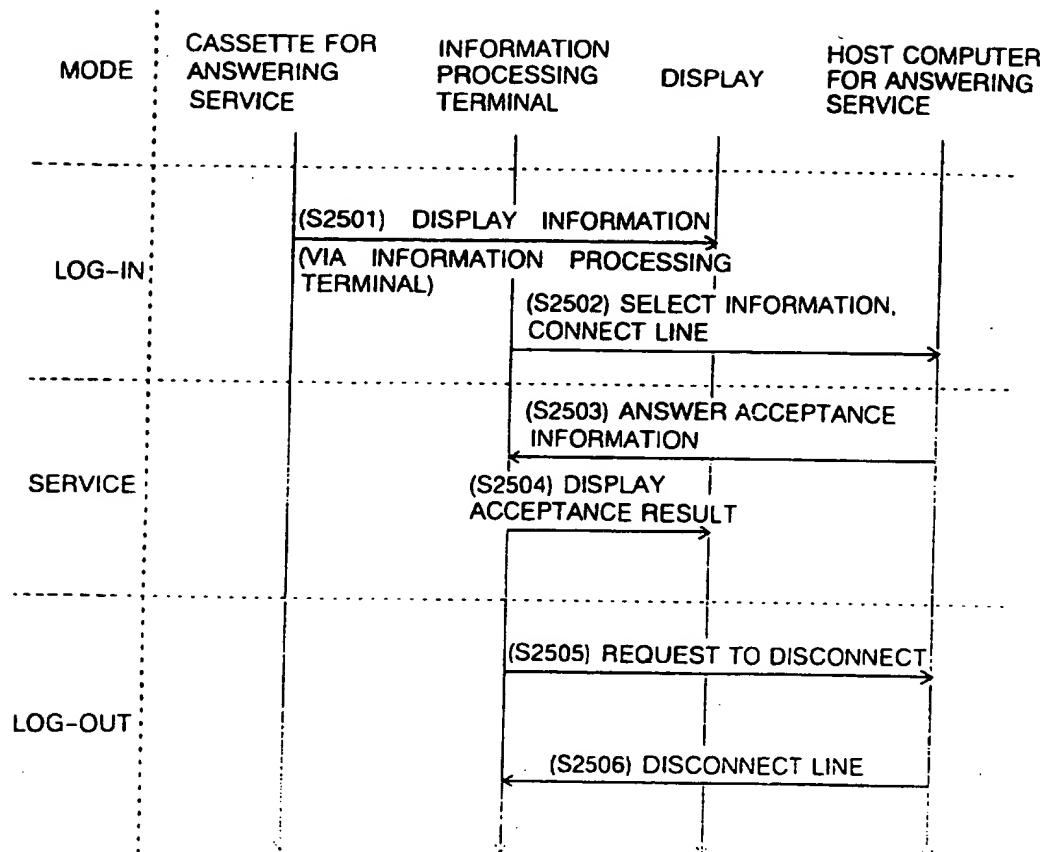 MODE
CASSETTE FOR
ANSWERING
SERVICE
INFORMATION
PROCESSING
TERMINAL
DISPLAY
HOST COMPUTER
FOR ANSWERING
SERVICE
LOG-IN
(S2501) DISPLAY INFORMATION
(VIA INFORMATION PROCESSING
TERMINAL)
(S2502) SELECT INFORMATION,
CONNECT LINE
SERVICE
(S2503) ANSWER ACCEPTANCE
INFORMATION
(S2504) DISPLAY
ACCEPTANCE RESULT
LOG-OUT
(S2505) REQUEST TO DISCONNECT
(S2506) DISCONNECT LINE